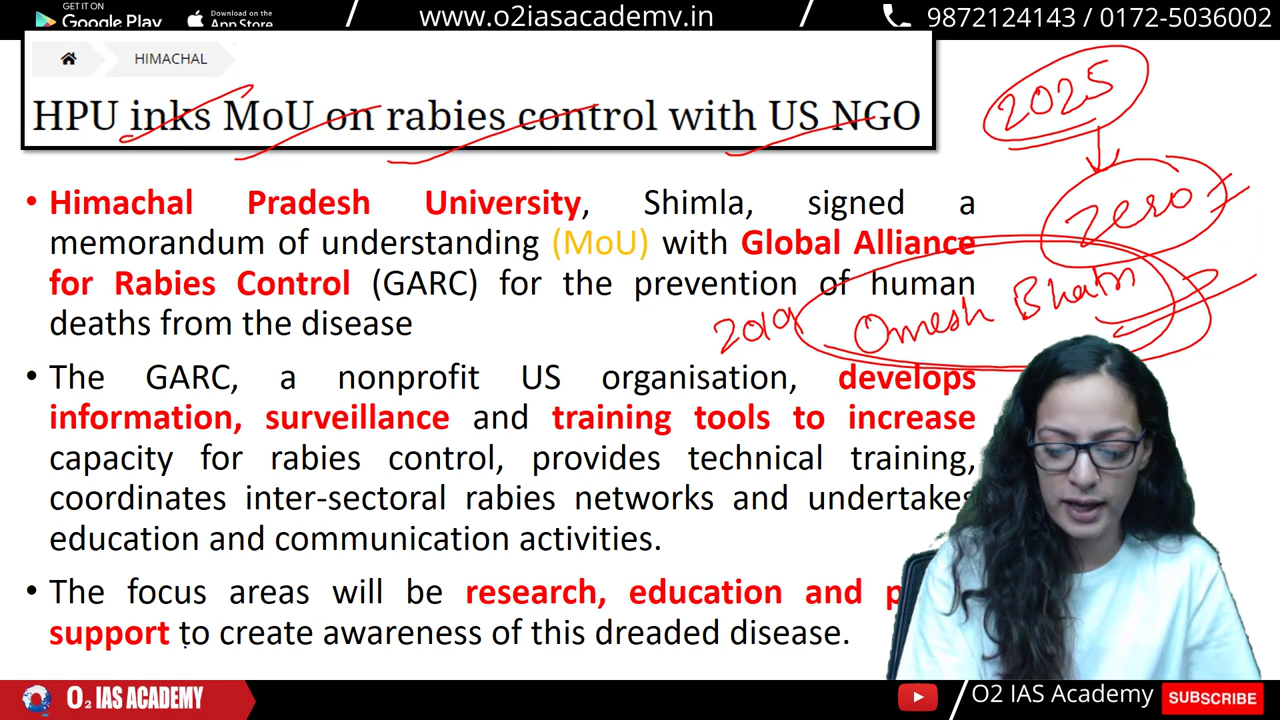 GET IT ON
Google Play
Download on the
App Store
www.o2iasacademy.in
9872124143 / 0172-5036002
HIMACHAL
HPU inks MoU on rabies control with US NGO
2025
Zero
2019
Omesh Bhatri
• Himachal Pradesh University, Shimla, signed a
memorandum of understanding (MoU) with Global Alliance
for Rabies Control (GARC) for the prevention of human
deaths from the disease
• The GARC, a nonprofit US organisation, develops
information, surveillance and training tools to increase
capacity for rabies control, provides technical training,
coordinates inter-sectoral rabies networks and undertakes
education and communication activities.
• The focus areas will be research, education and
support to create awareness of this dreaded disease.
O2 IAS ACADEMY
O2 IAS Academy
SUBSCRIBE